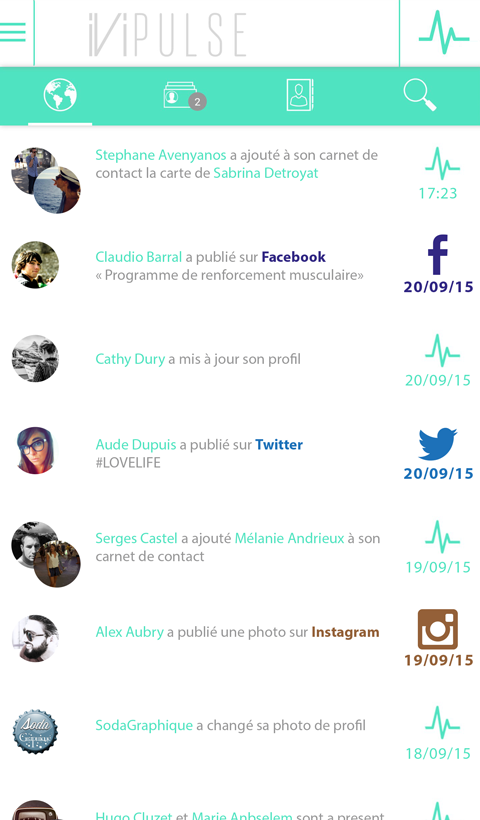 iViPULSE
2
Stephane Avenyanos a ajouté à son carnet de
contact la carte de Sabrina Detroyat
17:23
Claudio Barral a publié sur Facebook
« Programme de renforcement musculaire»
20/09/15
Cathy Dury a mis à jour son profil
20/09/15
Aude Dupuis a publié sur Twitter
#LOVELIFE
20/09/15
Serges Castel a ajouté Mélanie Andrieux à son
carnet de contact
19/09/15
Alex Aubry a publié une photo sur Instagram
19/09/15
Soda
Graphique
SodaGraphique a changé sa photo de profil
18/09/15
Hugo Cluzet et Marie Anbselem sont a present